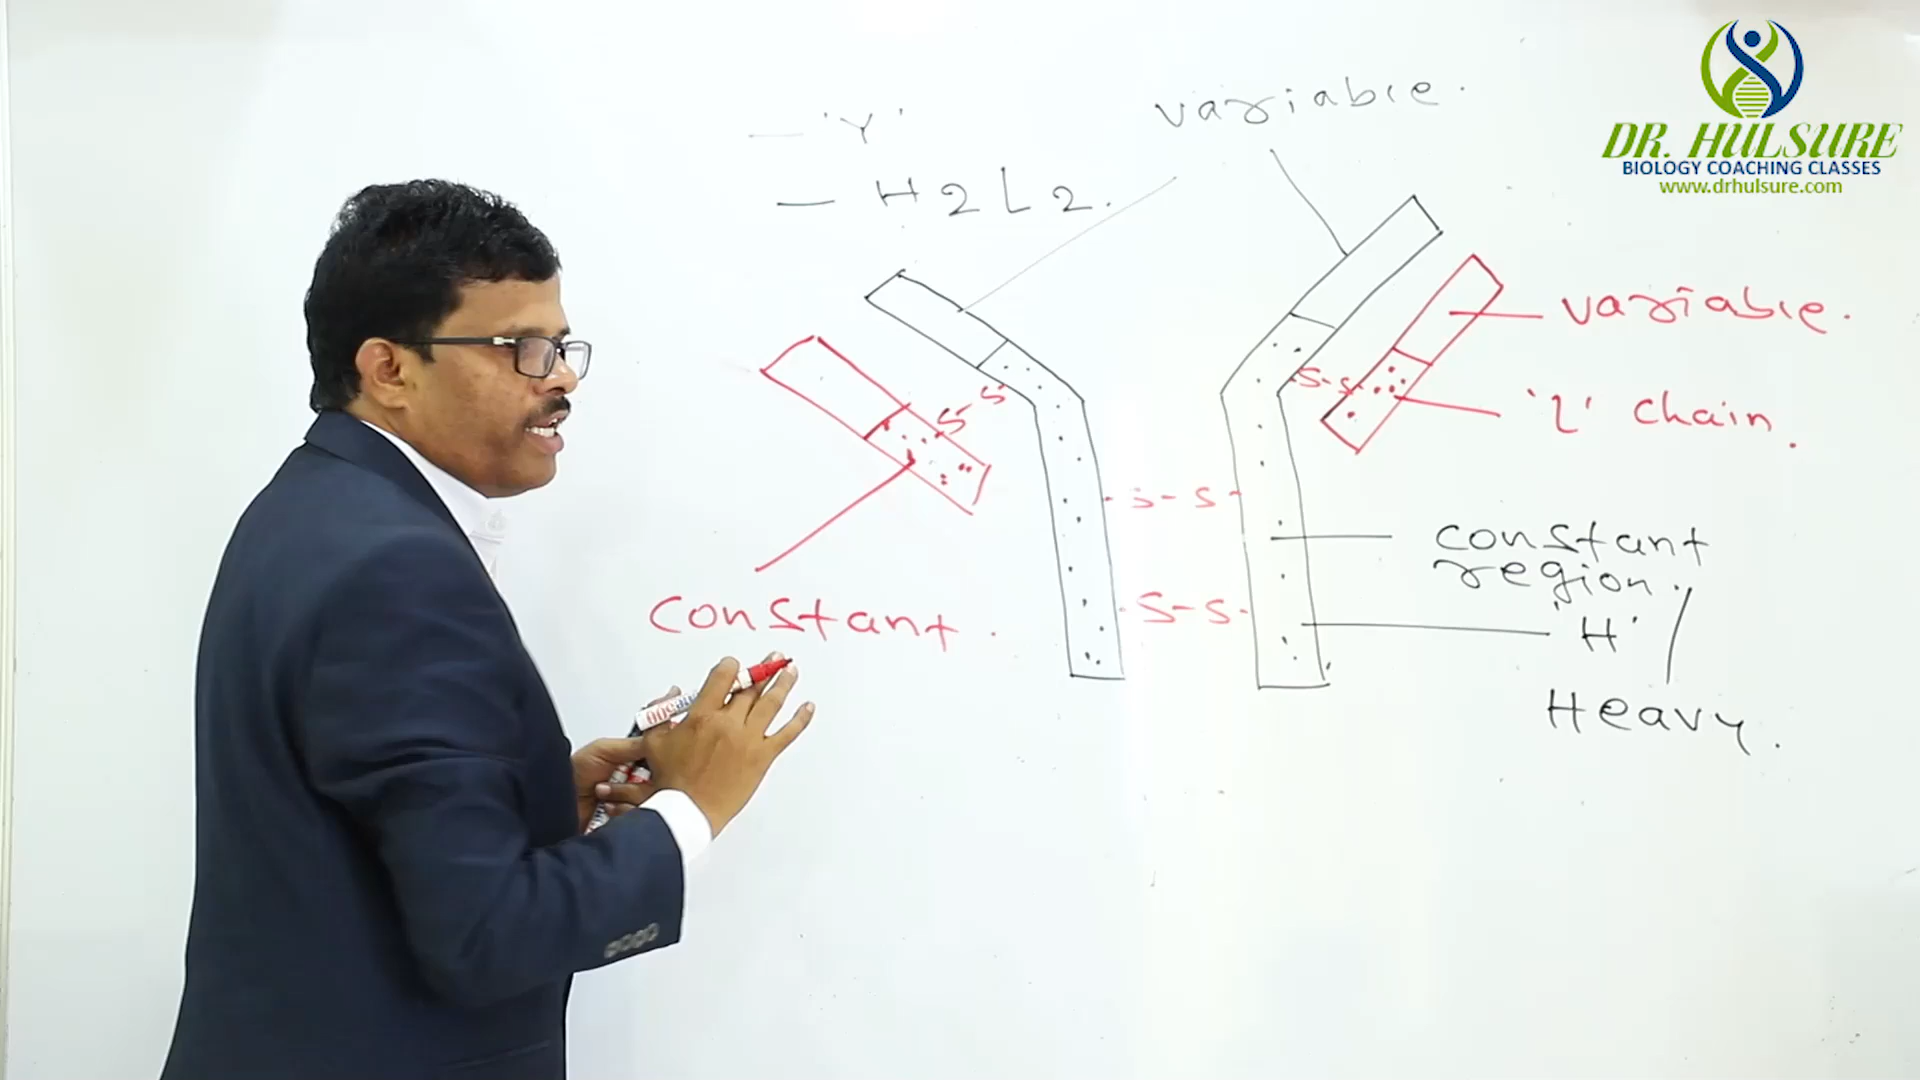 DR. HULSURE
BIOLOGY COACHING CLASSES
www.drhulsure.com
variable.
— 'Y'
— H2L2.
variable.
S-S
S-S
'L' chain.
S-S
S-S
constant
region.
'H'
Heavy.
constant.